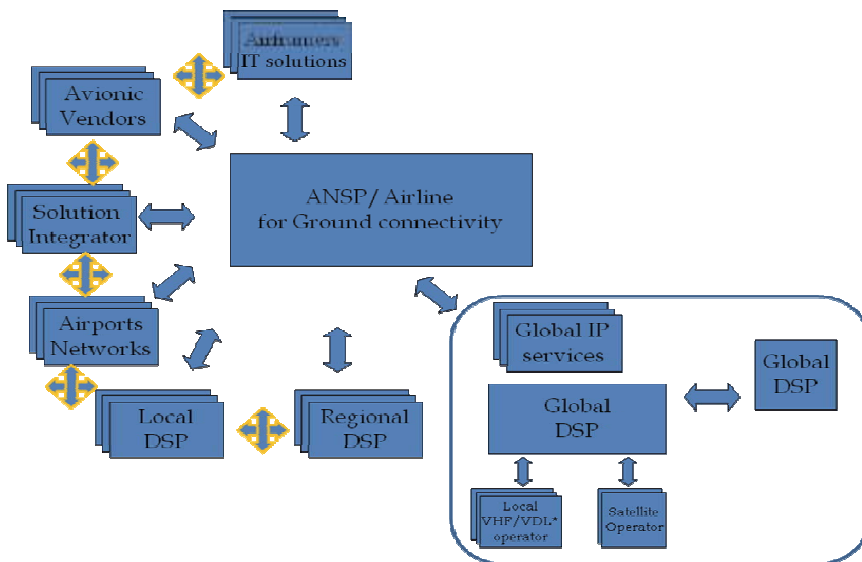 Airframers
IT solutions
Avionic
Vendors
ANSP/ Airline
for Ground connectivity
Solution
Integrator
Airports
Networks
Global IP
services
Global
DSP
Global
DSP
Local
DSP
Regional
DSP
Local
VHF/VDL*
operator
Satellite
Operator